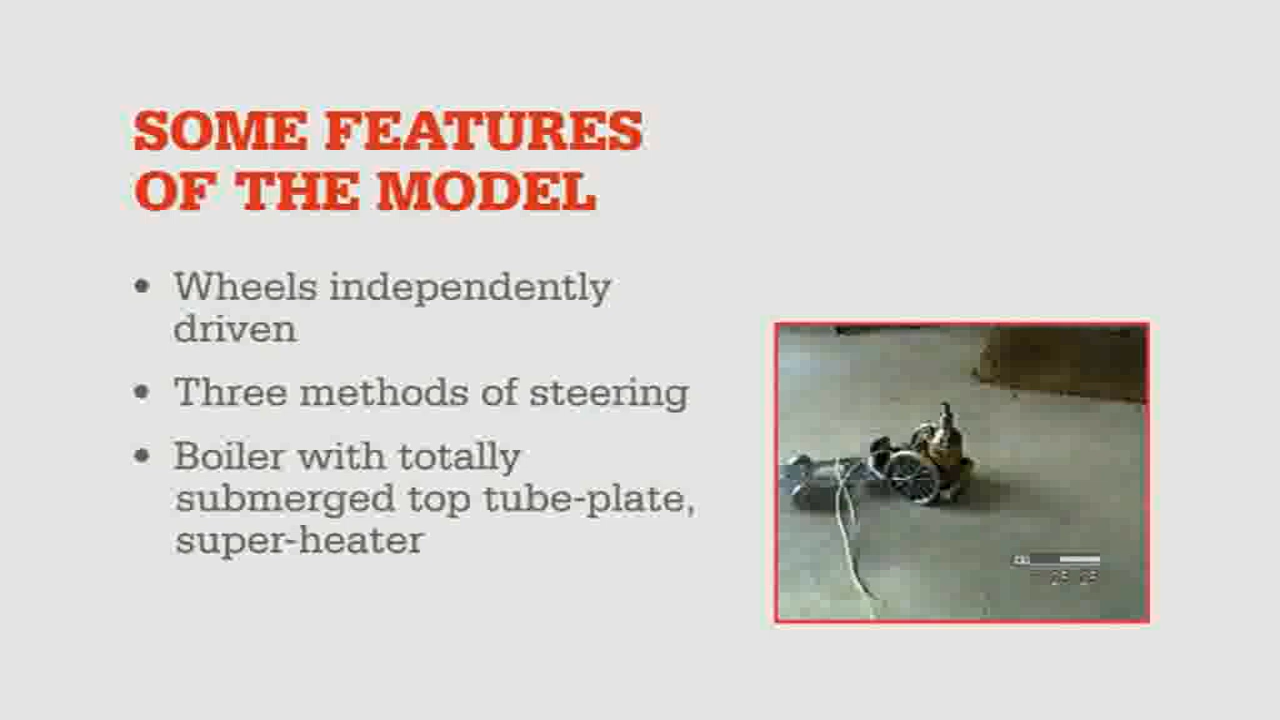 SOME FEATURES
OF THE MODEL
• Wheels independently
driven
• Three methods of steering
• Boiler with totally
submerged top tube-plate,
super-heater